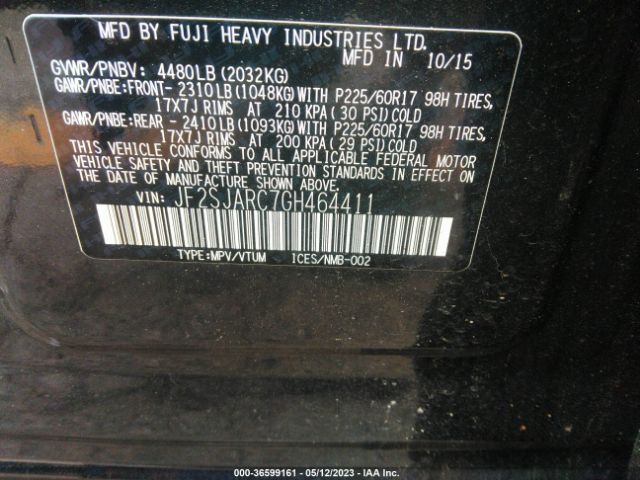 MFD BY FUJI HEAVY INDUSTRIES LTD.
MFD IN 10/15
GVWR/PNBV: 4480LB (2032KG)
GAWR/PNBE:FRONT- 2310LB(1048KG)WITH P225/60R17 98H TIRES,
17X7J RIMS AT 210 KPA( 30 PSI)COLD
GAWR/PNBE:REAR - 2410LB(1093KG)WITH P225/60R17 98H TIRES,
17X7J RIMS AT 200 KPA( 29 PSI)COLD
THIS VEHICLE CONFORMS TO ALL APPLICABLE FEDERAL MOTOR
VEHICLE SAFETY AND THEFT PREVENTION STANDARDS IN EFFECT ON
THE DATE OF MANUFACTURE SHOWN ABOVE.
VIN: JF2SJARC7GH464411
TYPE:MPV/VTUM ICES/NMB-002
000-36599161 - 05/12/2023 - IAA Inc.